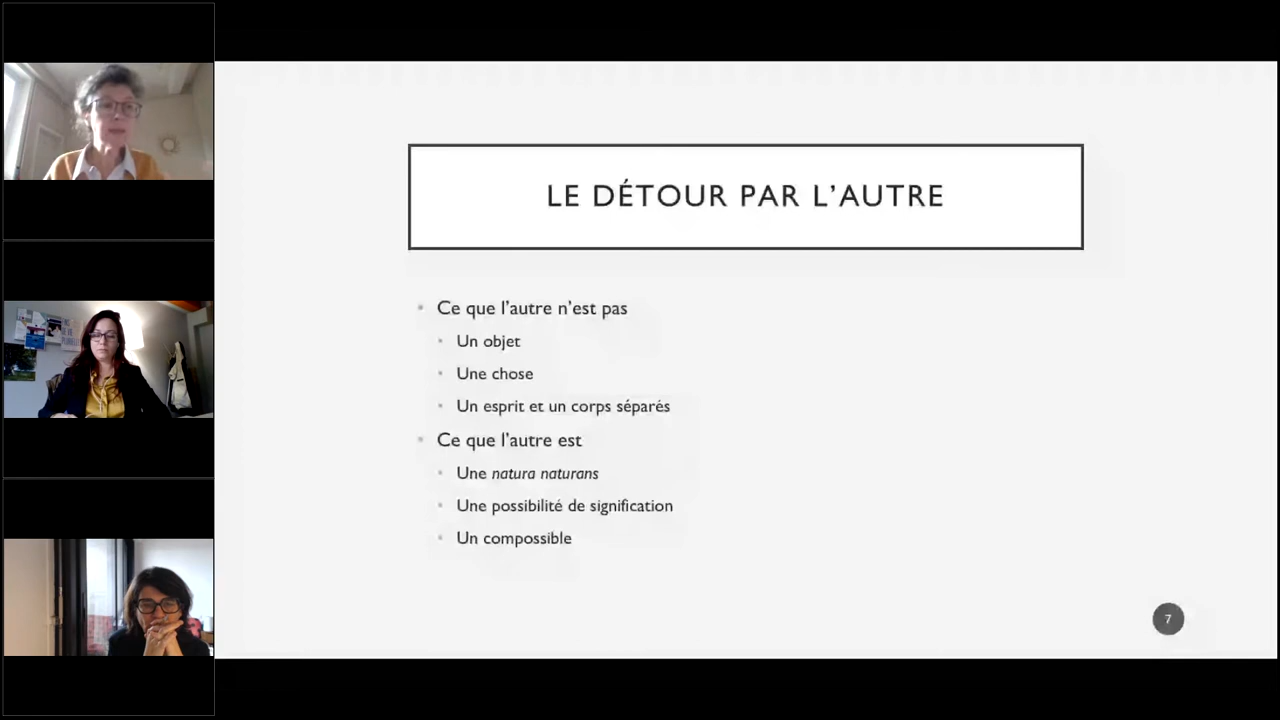 LE DÉTOUR PAR L’AUTRE
Ce que l’autre n’est pas
Un objet
Une chose
Un esprit et un corps séparés
Ce que l’autre est
Une natura naturans
Une possibilité de signification
Un compossible
7